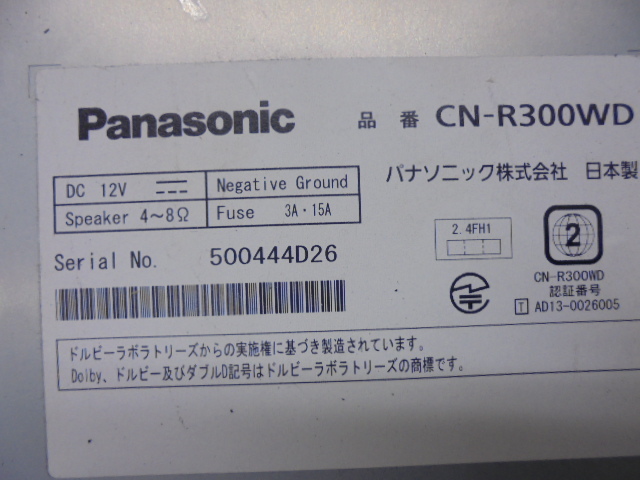 Panasonic 品番 CN-R300WD
DC 12V ⎓ Negative Ground
Speaker 4～8Ω Fuse 3A・15A
パナソニック株式会社 日本製
Serial No. 500444D26
2.4FH1
2
CN-R300WD
認証番号
T AD13-0026005
ドルビーラボラトリーズからの実施権に基づき製造されています。
Dolby、ドルビー及びダブルD記号はドルビーラボラトリーズの商標です。